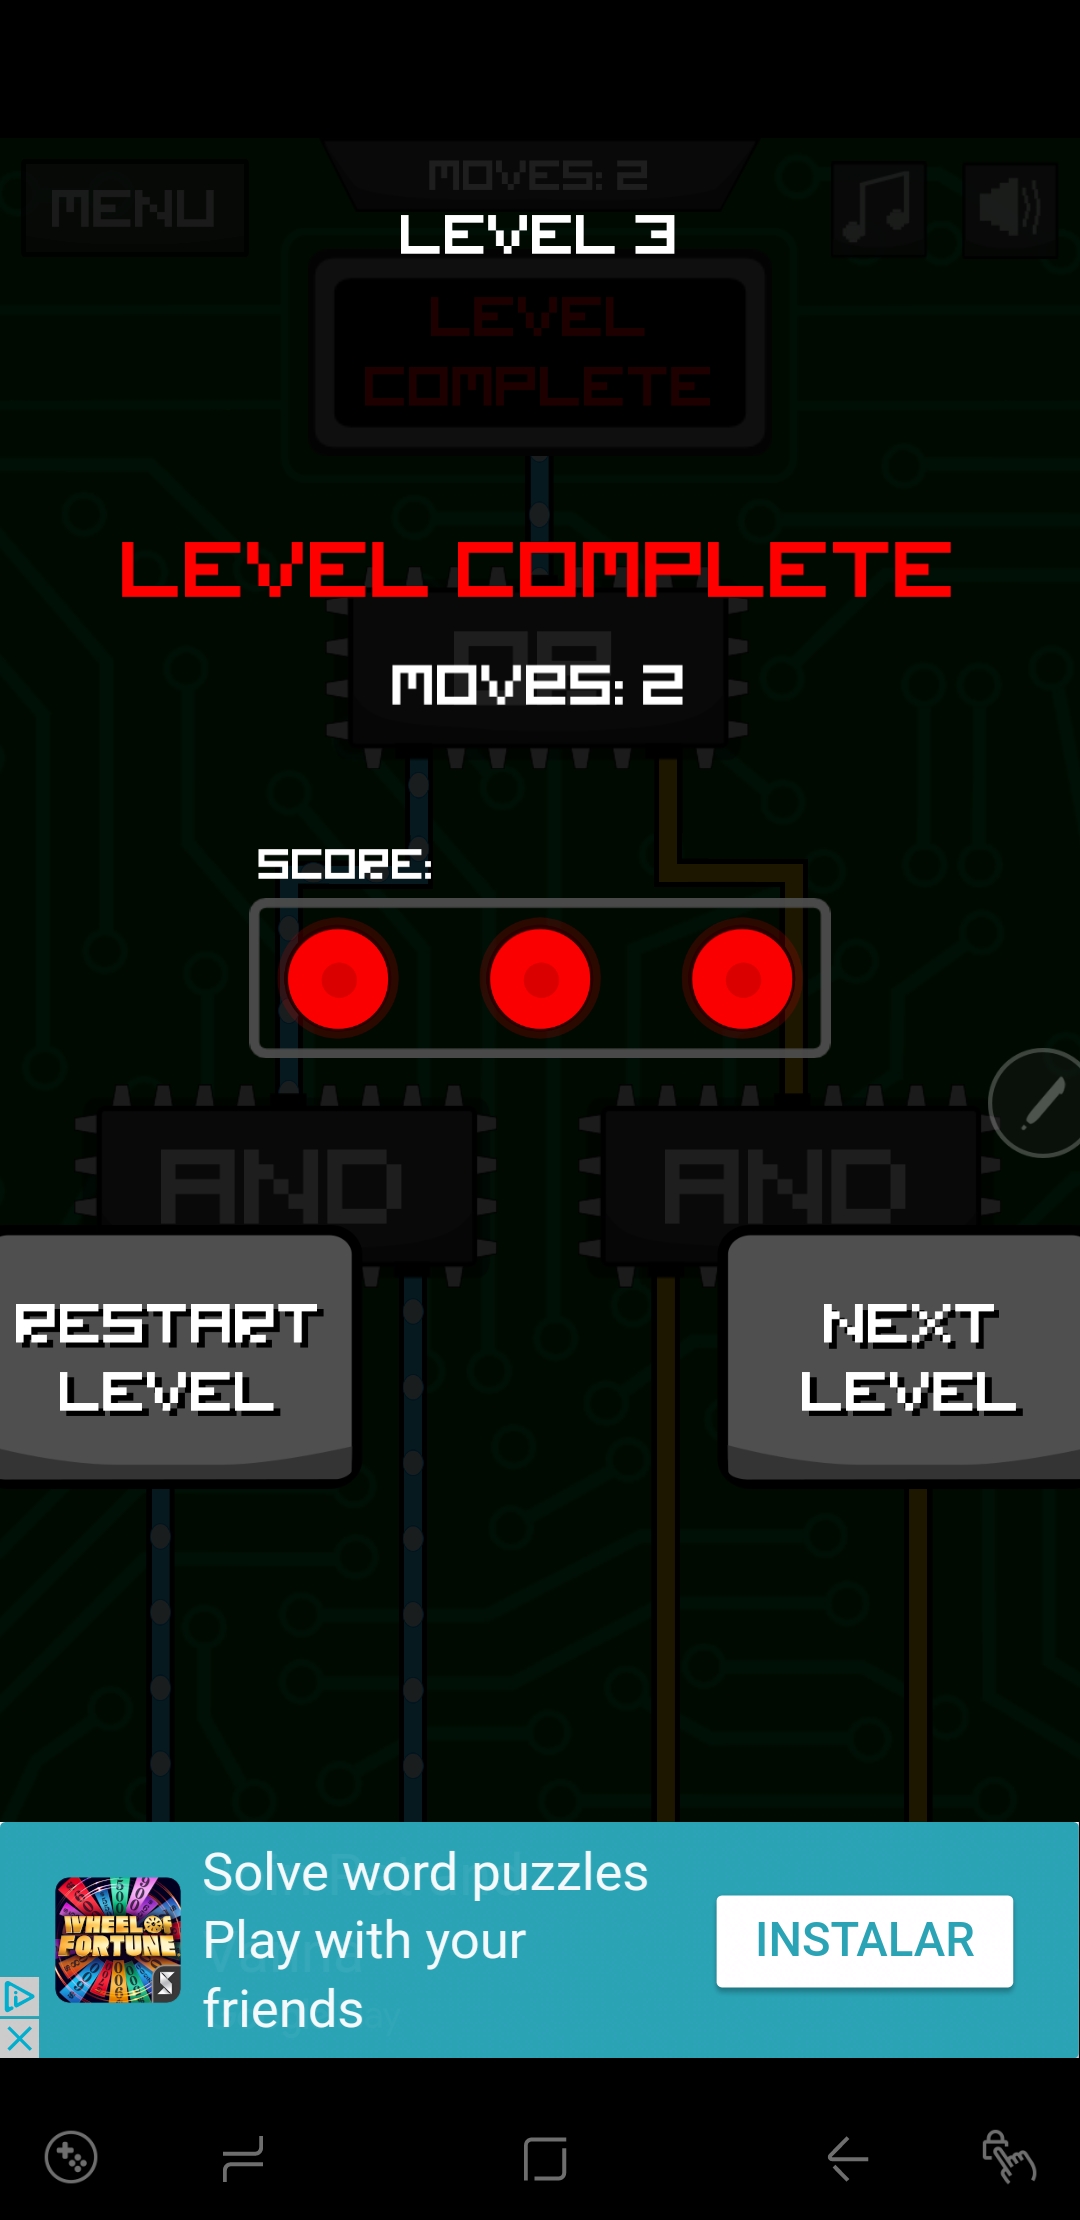 MOVES: 2
MENU
LEVEL 3
LEVEL
COMPLETE
LEVEL COMPLETE
OR
MOVES: 2
SCORE:
AND
AND
RESTART
LEVEL
NEXT
LEVEL
WHEEL OF
FORTUNE
Solve word puzzles
Play with your
friends
INSTALAR